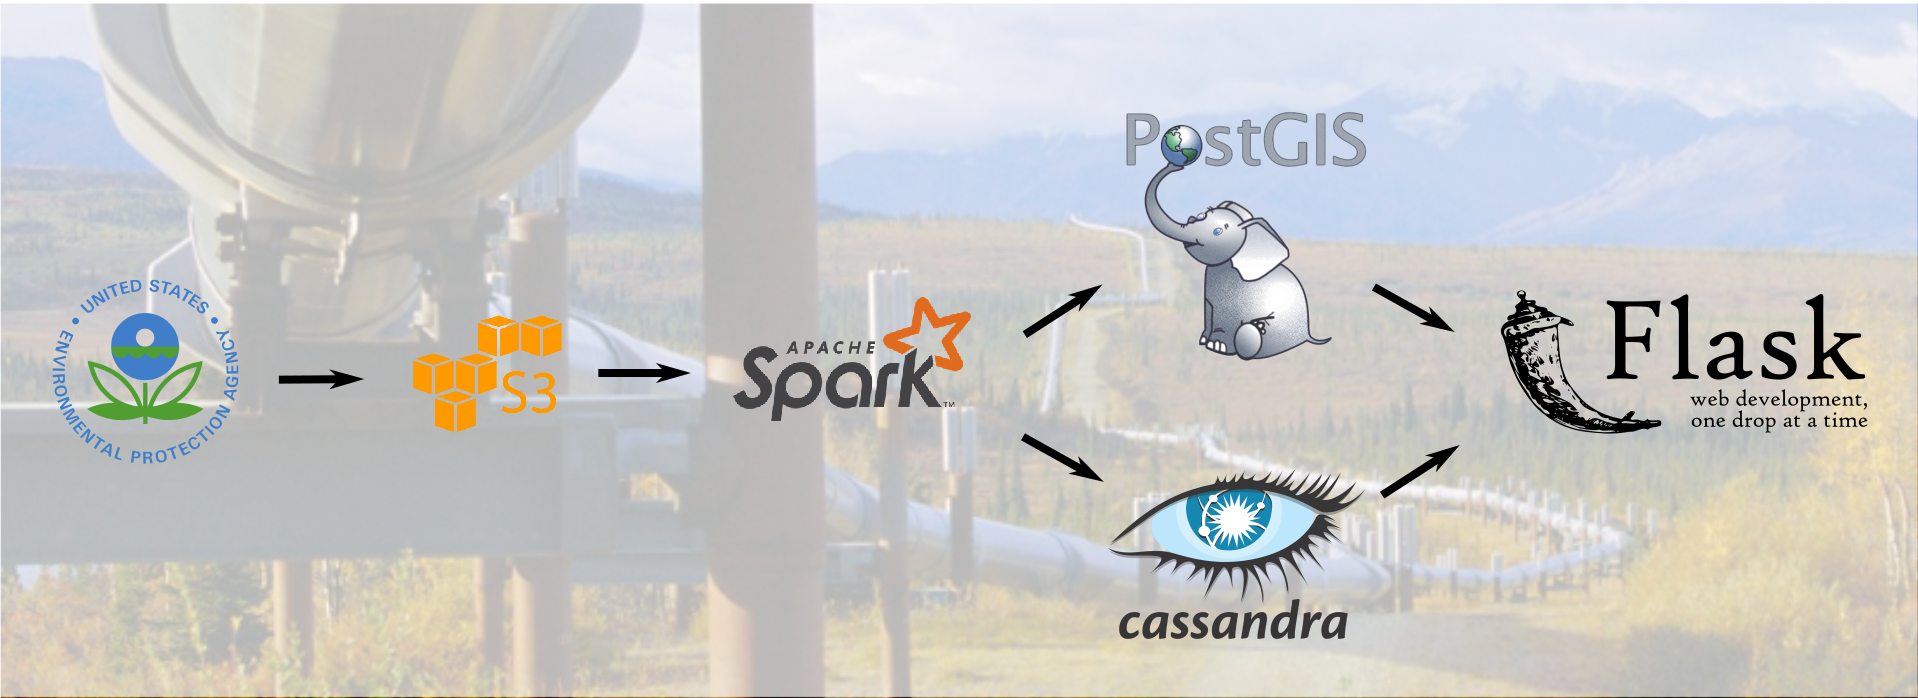 UNITED STATES
ENVIRONMENTAL PROTECTION AGENCY
S3
APACHE
Spark™
PostGIS
cassandra
Flask
web development,
one drop at a time